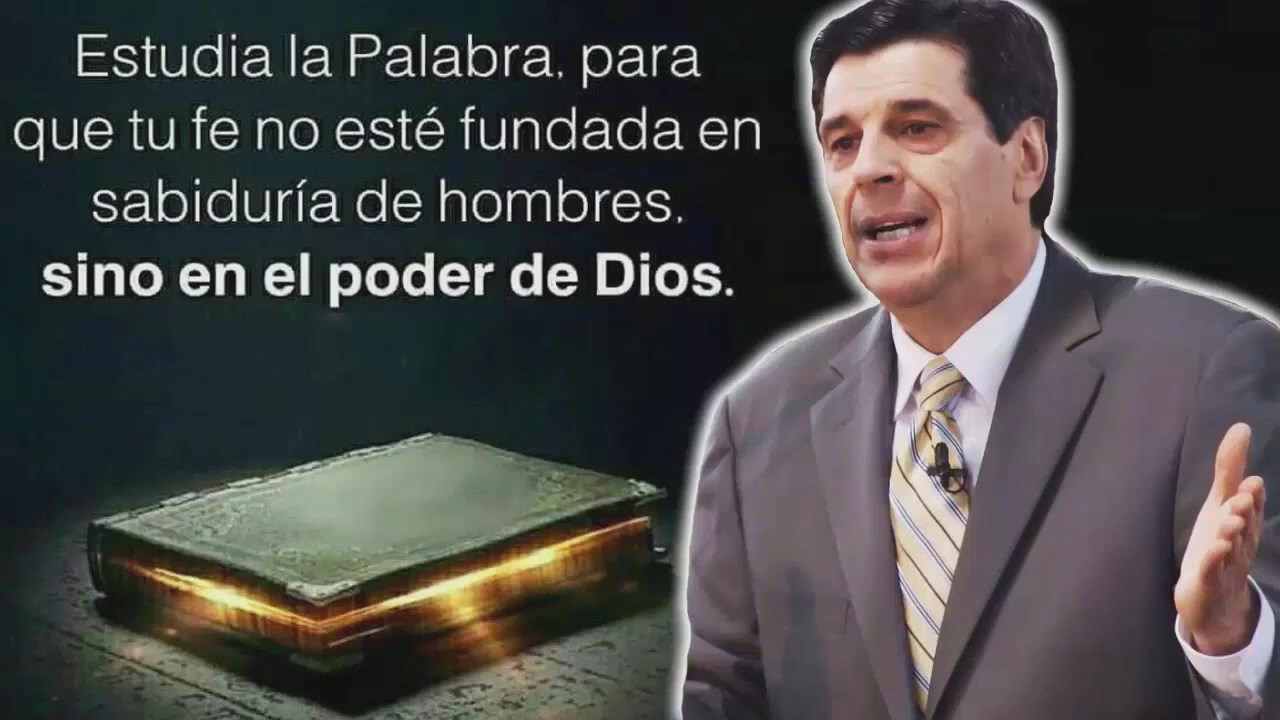 Estudia la Palabra, para
que tu fe no esté fundada en
sabiduría de hombres,
sino en el poder de Dios.